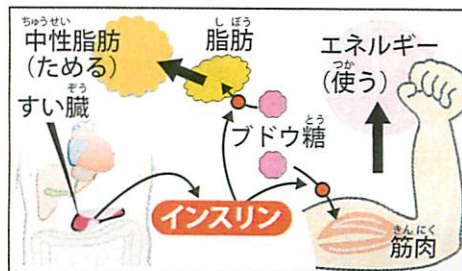 ちゅうせい しぼう
中性脂肪
(ためる)
脂肪
しぼう
エネルギー
つか
(使う)
ぞう
すい臓
とう
ブドウ糖
インスリン
きんにく
筋肉